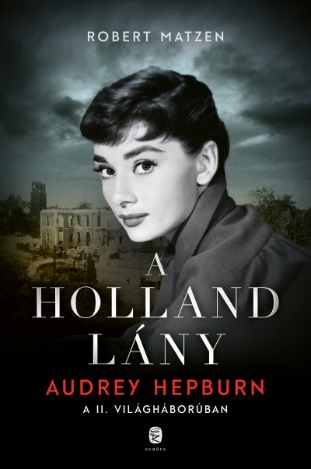 ROBERT MATZEN
A
HOLLAND
LÁNY
AUDREY HEPBURN
A II. VILÁGHÁBORÚBAN
EURÓPA